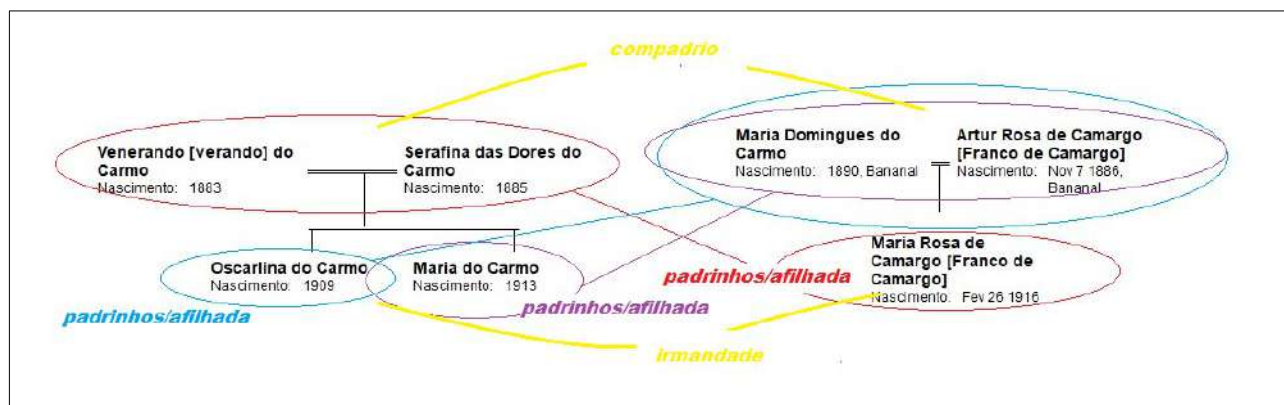 compadrio
Venerando [verando] do
Carmo
Nascimento: 1883
Serafina das Dores do
Carmo
Nascimento: 1885
Maria Domingues do
Carmo
Nascimento: 1890, Bananal
Artur Rosa de Camargo
[Franco de Camargo]
Nascimento: Nov 7 1886,
Bananal
Oscarlina do Carmo
Nascimento: 1909
Maria do Carmo
Nascimento: 1913
Maria Rosa de
Camargo [Franco de
Camargo]
Nascimento: Fev 26 1916
padrinhos/afilhada
padrinhos/afilhada
padrinhos/afilhada
irmandade